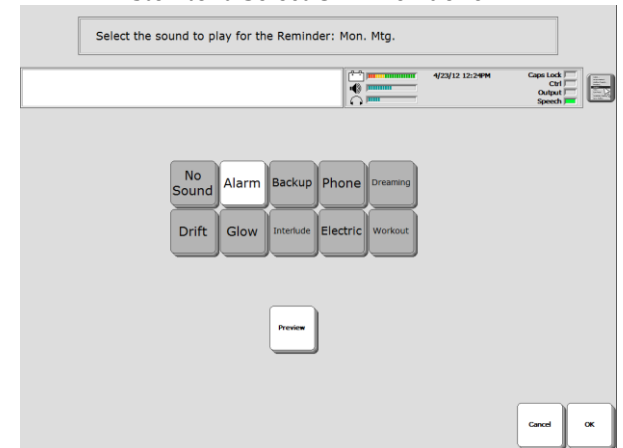 Select the sound to play for the Reminder: Mon. Mtg.
4/23/12 12:24PM
Caps Lock
Ctrl
Output
Speech
No Sound
Alarm
Backup
Phone
Dreaming
Drift
Glow
Interlude
Electric
Workout
Preview
Cancel
OK